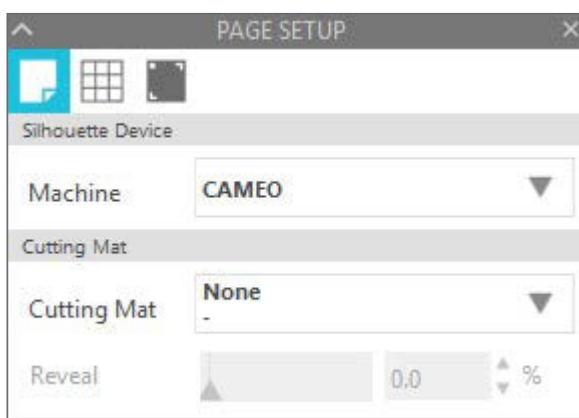 PAGE SETUP
Silhouette Device
Machine CAMEO
Cutting Mat
Cutting Mat None
-
Reveal 0.0 %